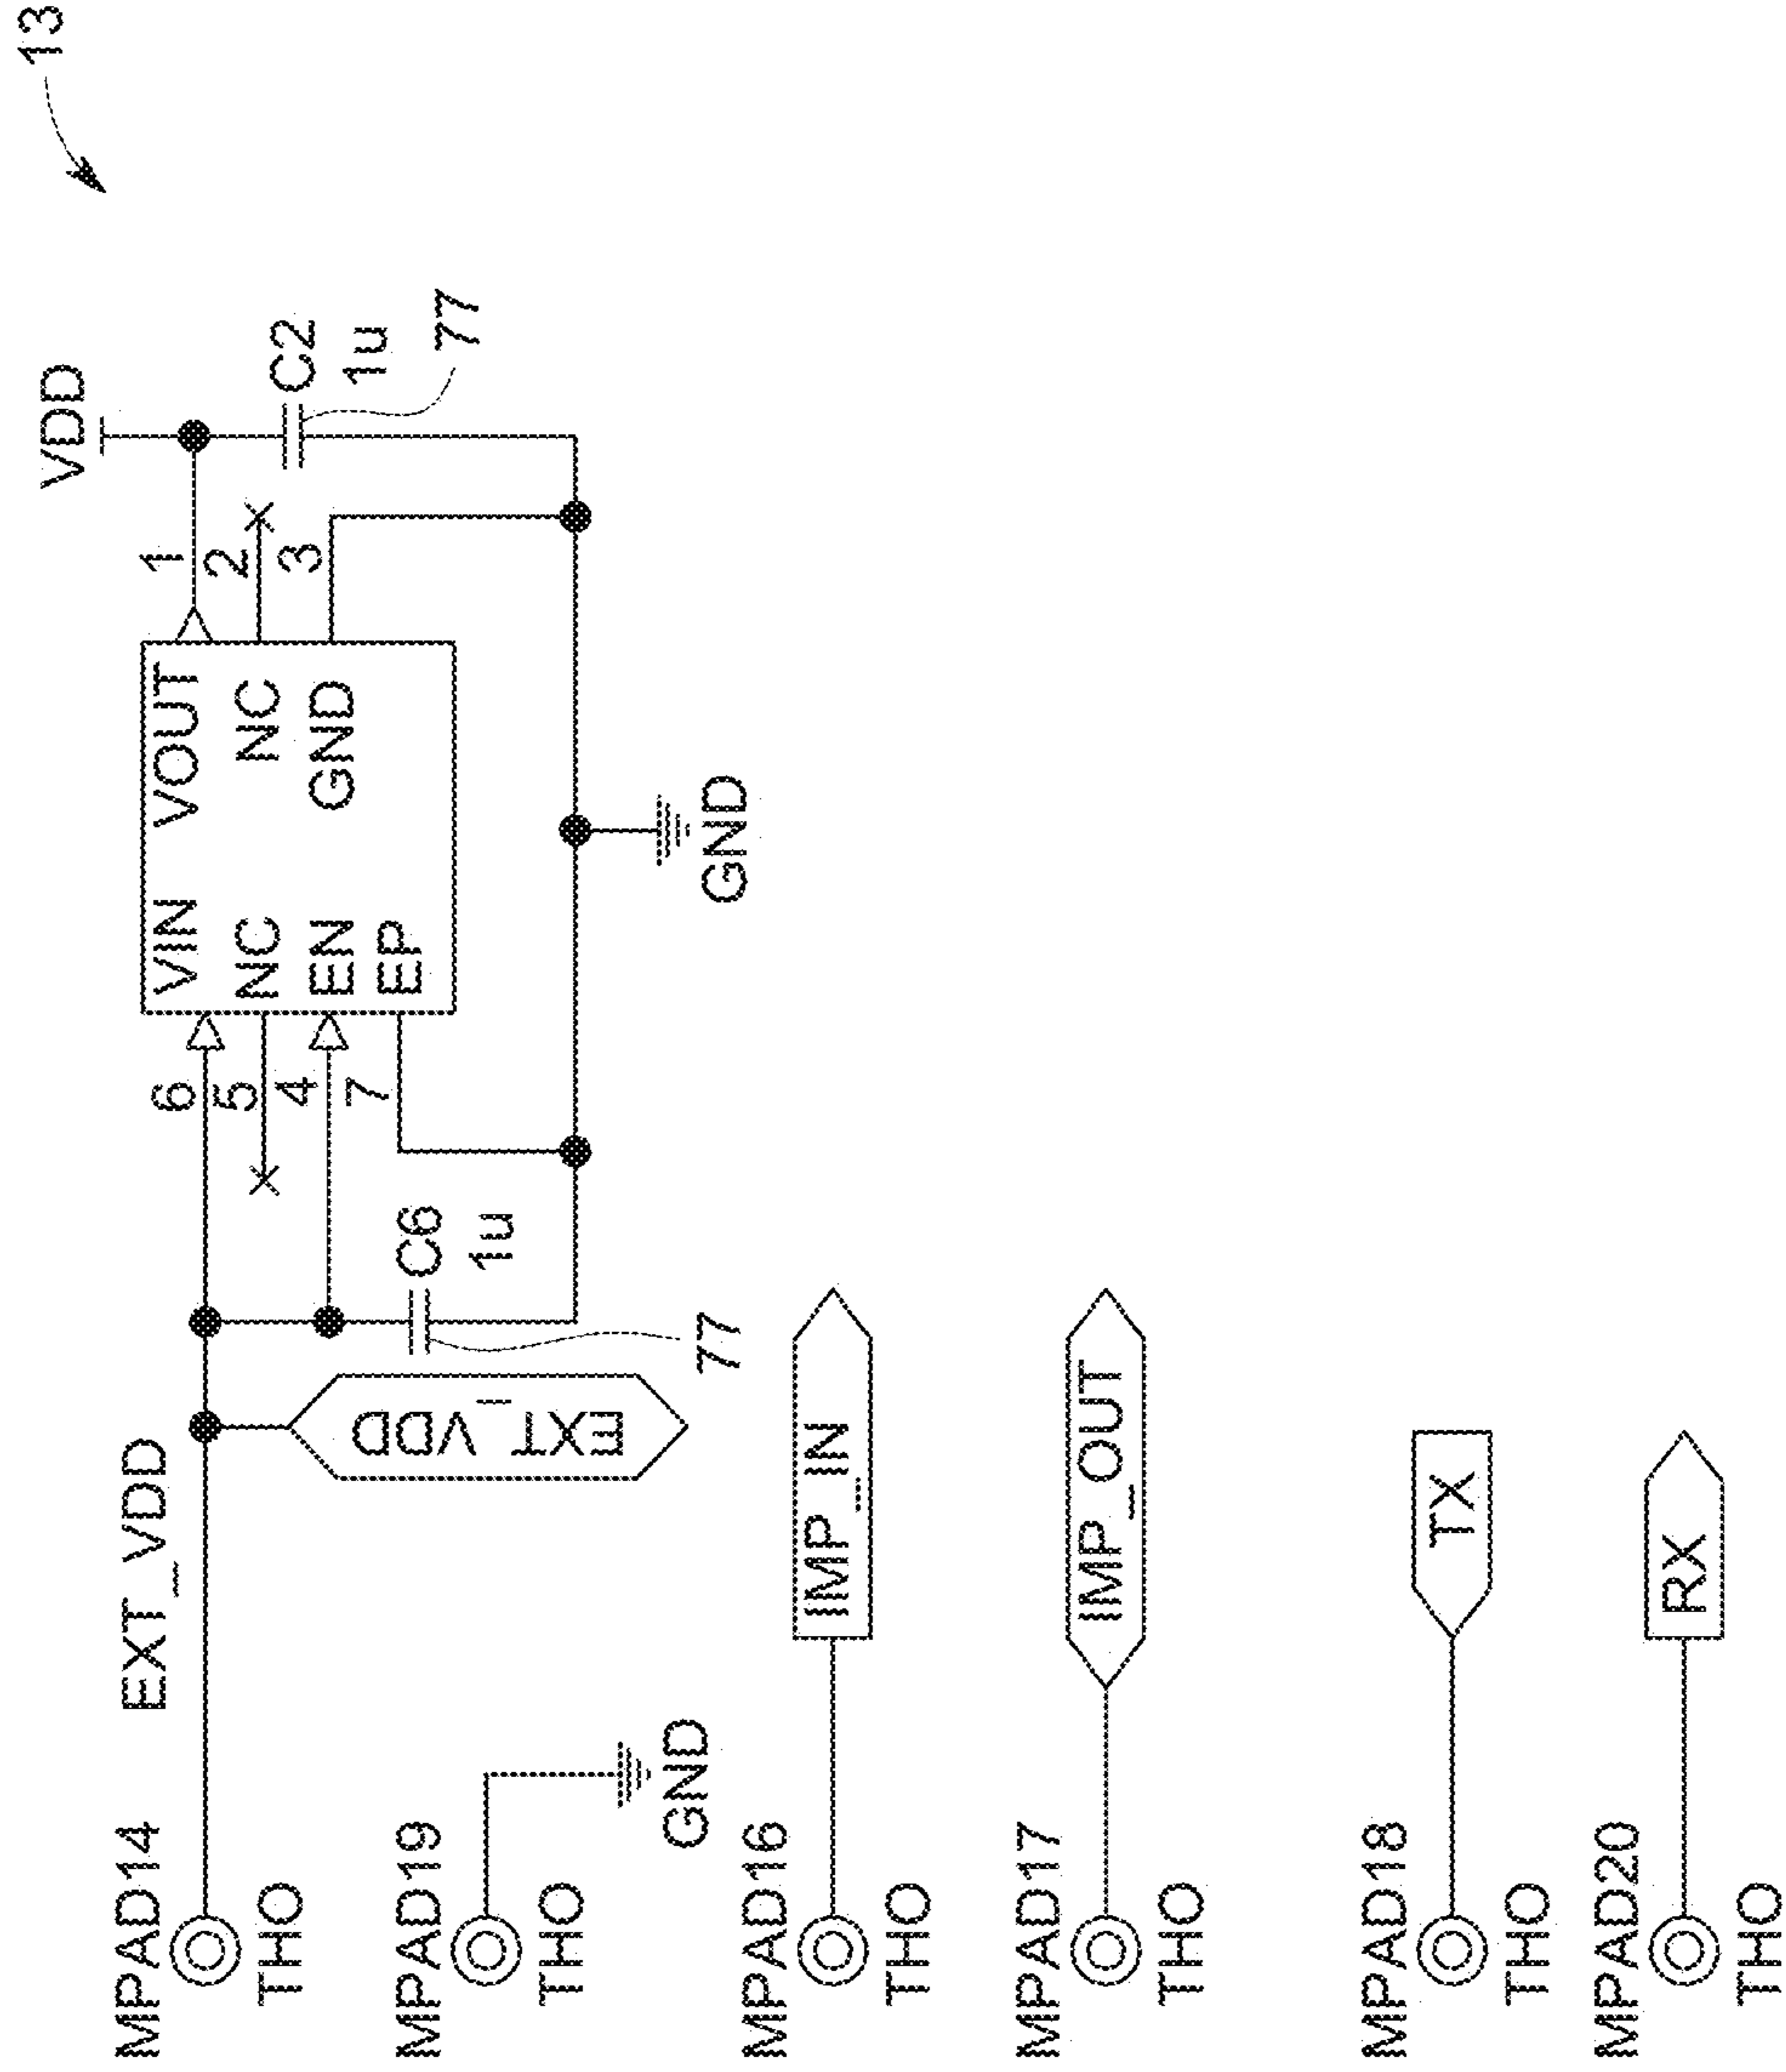 13
VDD
EXT_VDD
MPAD14
THO
6
VIN
VOUT
1
5
NC
NC
2
4
EN
GND
3
7
EP
C2
1u
77
C6
1u
77
EXT_VDD
GND
MPAD19
THO
GND
MPAD16
THO
IMP_IN
MPAD17
THO
IMP_OUT
MPAD18
THO
TX
MPAD20
THO
RX